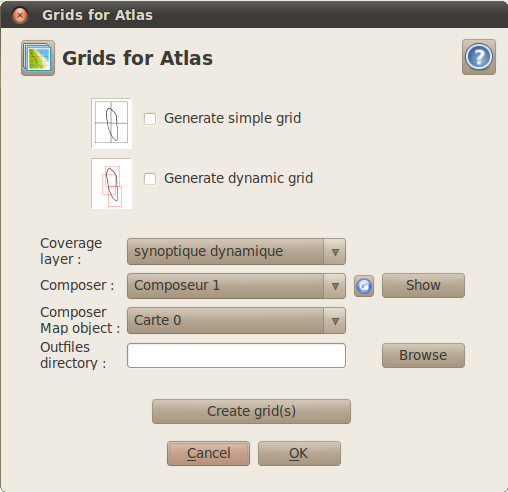 Grids for Atlas
Grids for Atlas
?
Generate simple grid
Generate dynamic grid
Coverage
layer :
synoptique dynamique
Composer :
Composeur 1
Show
Composer
Map object :
Carte 0
Outfiles
directory :
Browse
Create grid(s)
Cancel
OK